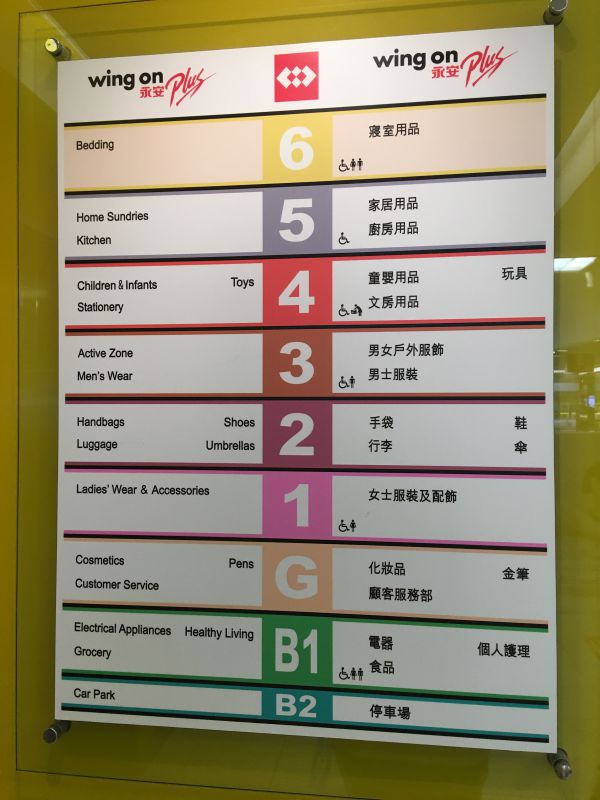 wing on
永安 Plus
wing on
永安 Plus
Bedding
6
寢室用品
Home Sundries
Kitchen
5
家居用品
廚房用品
Children & Infants Toys
Stationery
4
童嬰用品 玩具
文房用品
Active Zone
Men's Wear
3
男女戶外服飾
男士服裝
Handbags Shoes
Luggage Umbrellas
2
手袋 鞋
行李 傘
Ladies' Wear & Accessories
1
女士服裝及配飾
Cosmetics Pens
Customer Service
G
化妝品 金筆
顧客服務部
Electrical Appliances Healthy Living
Grocery
B1
電器 個人護理
食品
Car Park
B2
停車場